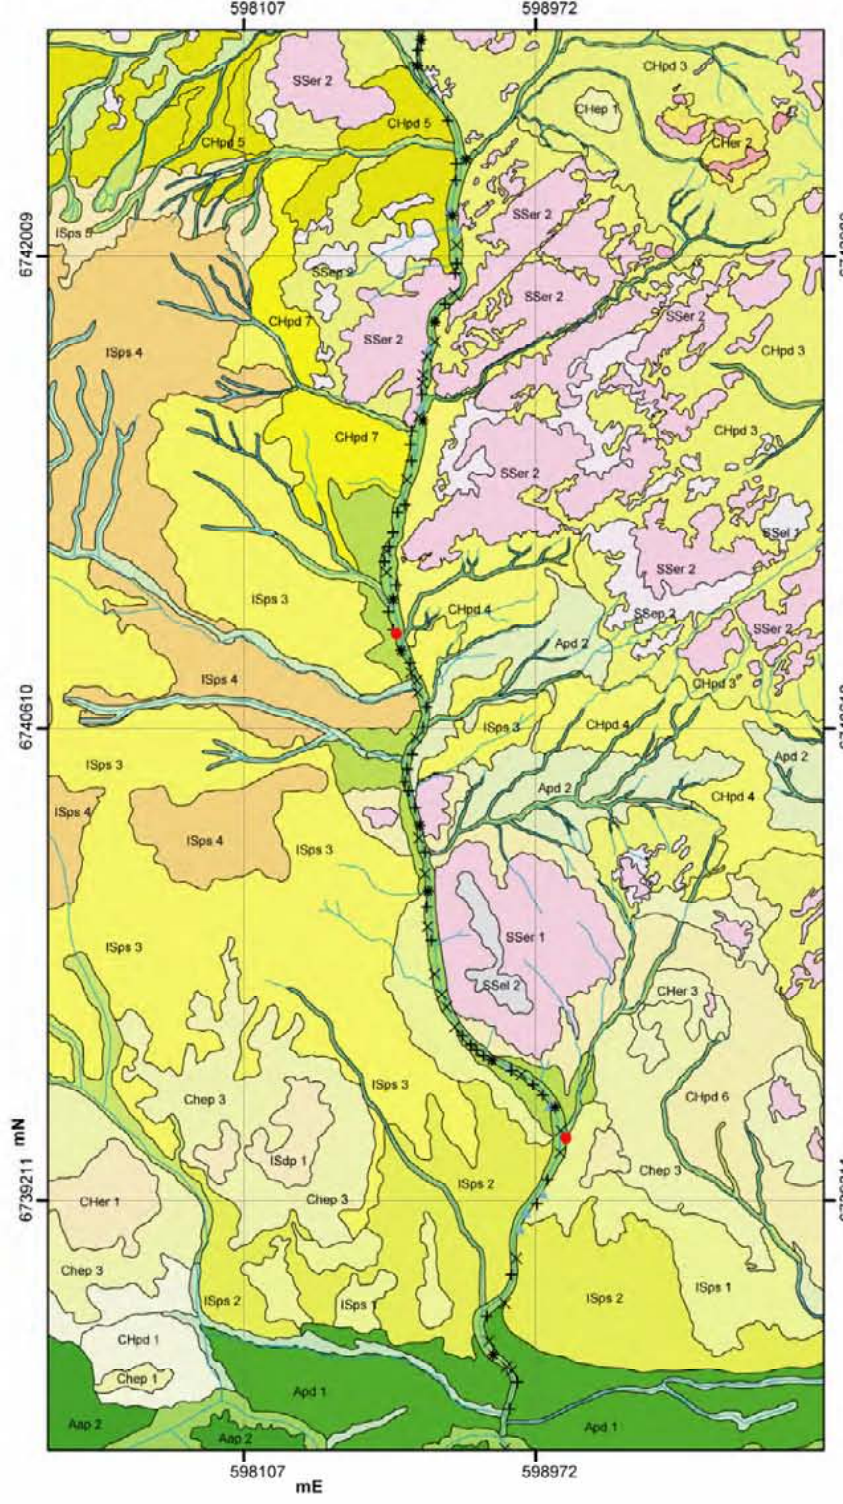 598107 598972
CHpd 3
SSer 2
CHep 1
CHpd 5
CHpd 5
CHer 2
SSer 2
ISps 5
6742009
SSep 2
SSer 2
CHpd 7
SSer 2
SSer 2
ISps 4
CHpd 3
CHpd 3
CHpd 7
SSer 2
SSel 1
SSer 2
ISps 3
CHpd 4
SSep 2
SSer 2
Apd 2
ISps 4
CHpd 3
6740610
ISps 3
CHpd 4
ISps 3
Apd 2
Apd 2
CHpd 4
ISps 4
ISps 4
ISps 3
SSer 1
ISps 3
SSel 2
CHer 3
ISps 3
Chep 3
CHpd 6
mN
ISdp 1
ISps 2
Chep 3
CHer 1
Chep 3
6739211
Chep 3
ISps 1
ISps 2
ISps 2
ISps 1
CHpd 1
Chep 1
Apd 1
Aap 2
Aap 2
Apd 1
598107 598972
mE